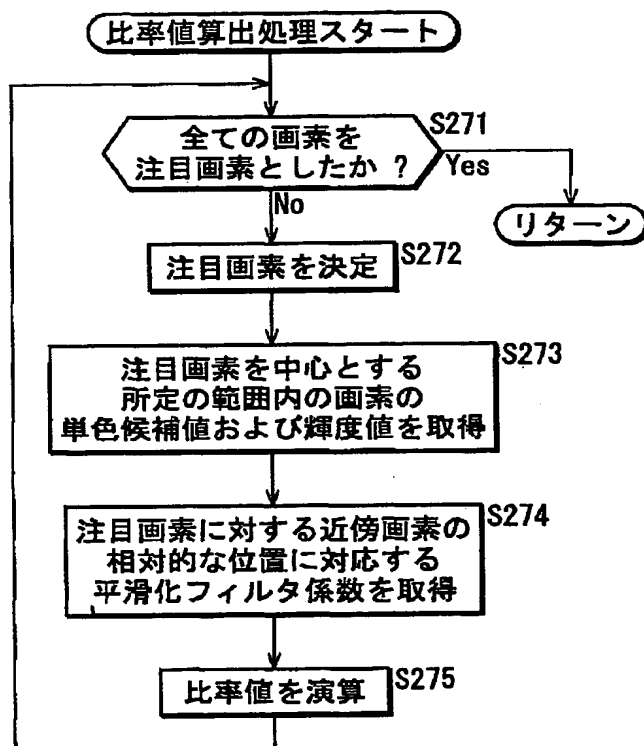 比率値算出処理スタート
全ての画素を
注目画素としたか ?
S271
Yes
No
リターン
注目画素を決定
S272
注目画素を中心とする
所定の範囲内の画素の
単色候補値および輝度値を取得
S273
注目画素に対する近傍画素の
相対的な位置に対応する
平滑化フィルタ係数を取得
S274
比率値を演算
S275